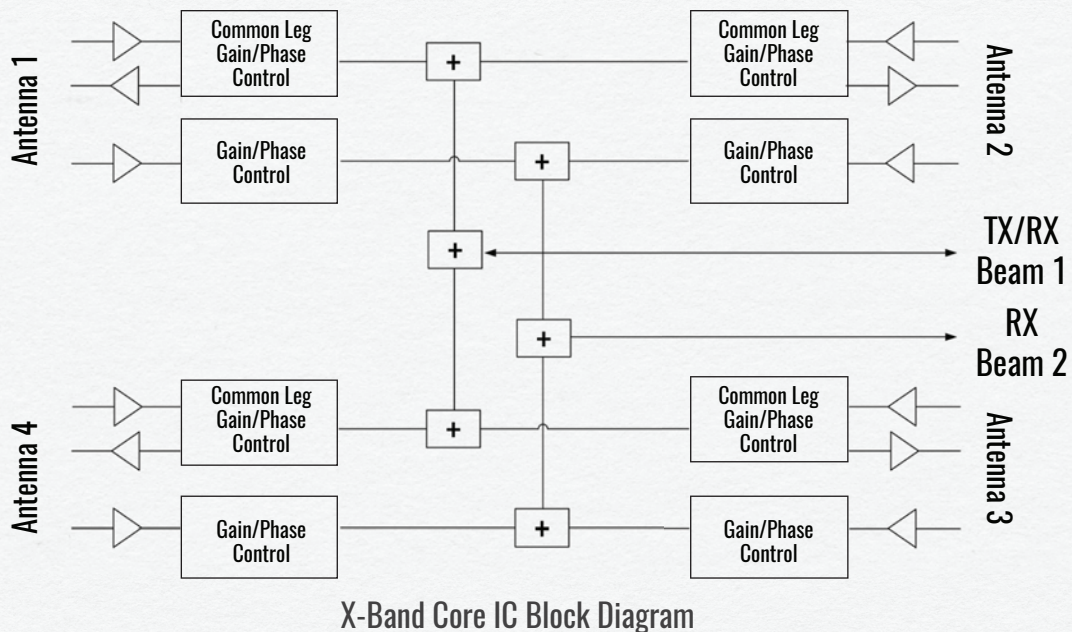 Antenna 1
Common Leg
Gain/Phase
Control
+
Common Leg
Gain/Phase
Control
Antenna 2
Gain/Phase
Control
+
Gain/Phase
Control
+
TX/RX
Beam 1
+
RX
Beam 2
Antenna 4
Common Leg
Gain/Phase
Control
+
Common Leg
Gain/Phase
Control
Antenna 3
Gain/Phase
Control
+
Gain/Phase
Control
X-Band Core IC Block Diagram